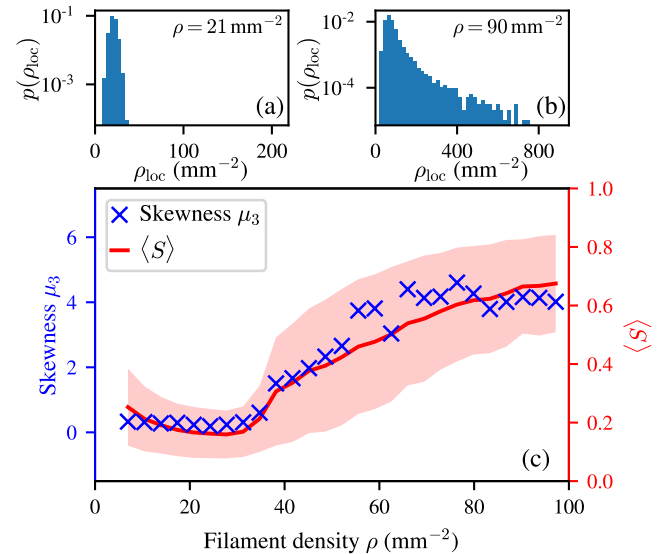 10⁻¹
10⁻³
p(ρ_loc)
ρ = 21 mm⁻²
(a)
0 100 200
ρ_loc (mm⁻²)
10⁻²
10⁻⁴
p(ρ_loc)
ρ = 90 mm⁻²
(b)
0 400 800
ρ_loc (mm⁻²)
Skewness μ₃
⟨S⟩
6
4
2
0
Skewness μ₃
1.0
0.8
0.6
0.4
0.2
0.0
⟨S⟩
(c)
0 20 40 60 80 100
Filament density ρ (mm⁻²)